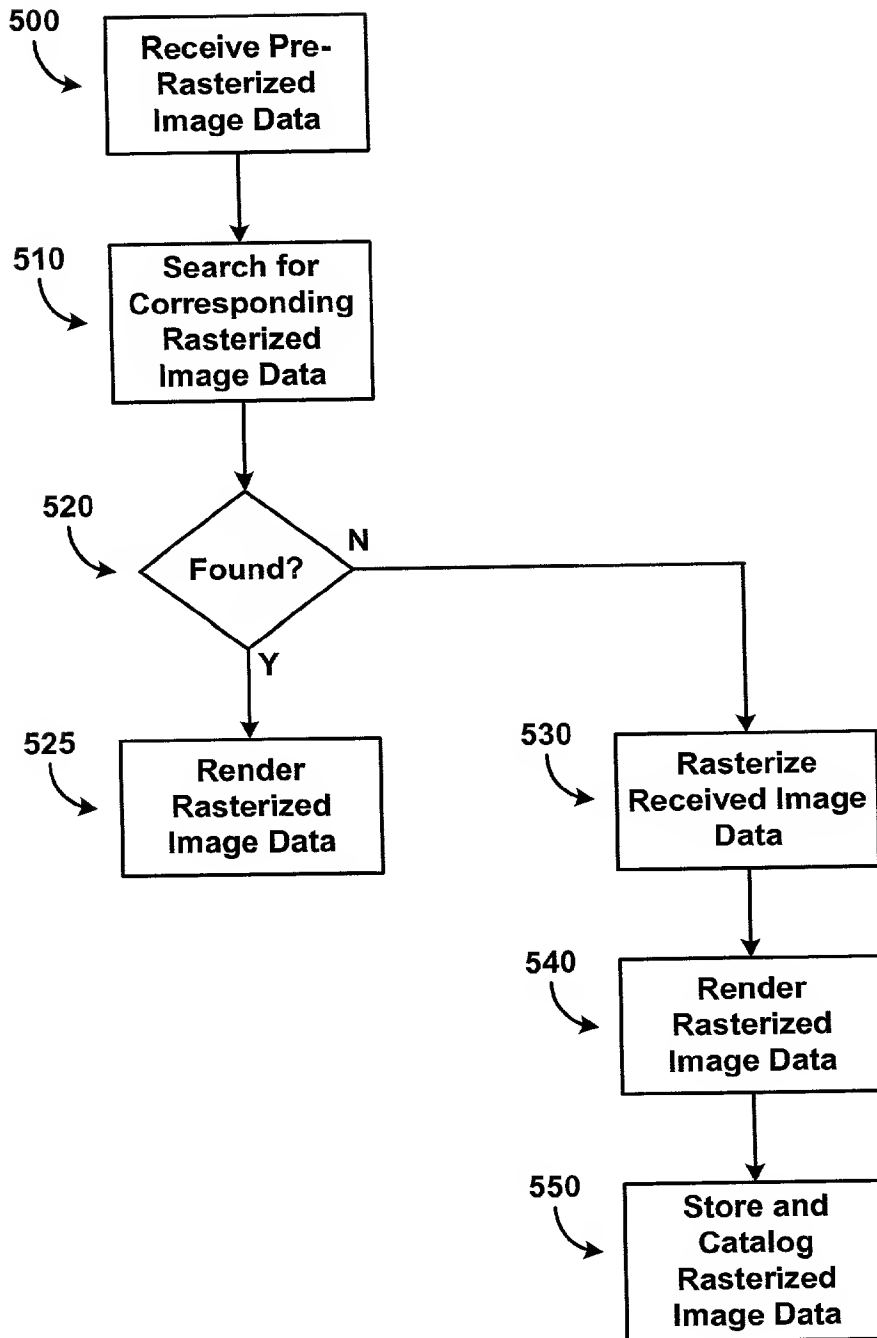 500
Receive Pre-
Rasterized
Image Data
510
Search for
Corresponding
Rasterized
Image Data
520
Found?
N
Y
525
Render
Rasterized
Image Data
530
Rasterize
Received Image
Data
540
Render
Rasterized
Image Data
550
Store and
Catalog
Rasterized
Image Data